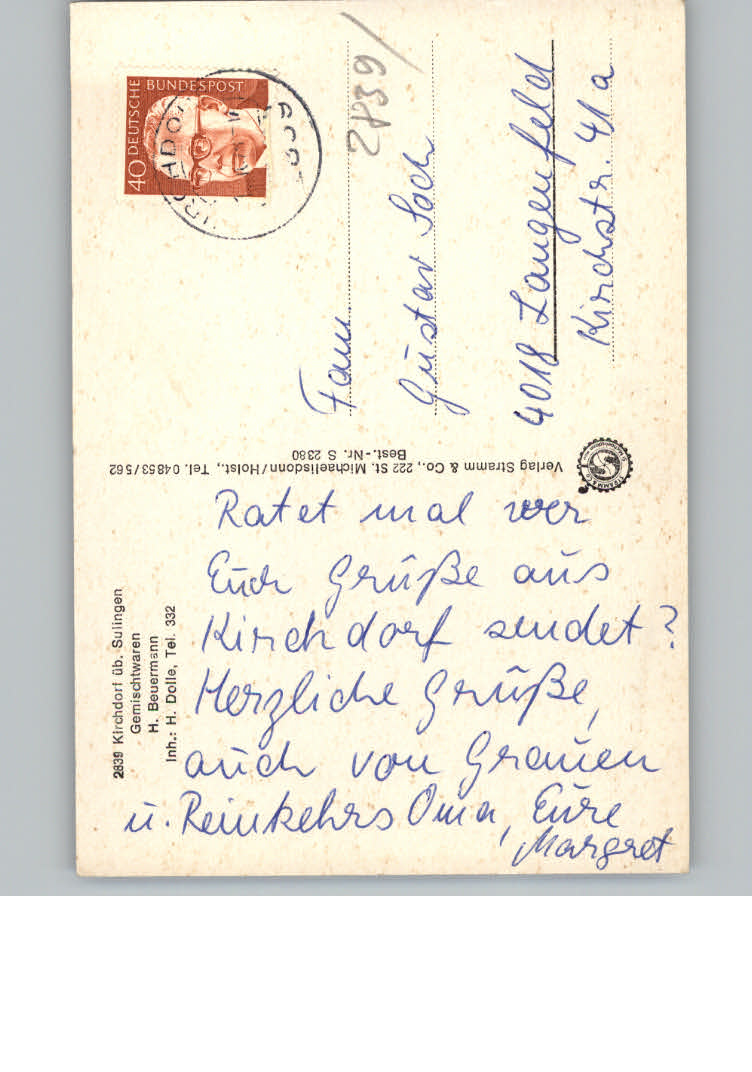 2839 Kirchdorf üb. Sulingen
Gemischtwaren
H. Beuermann
Inh.: H. Dolle, Tel. 332
Ratet mal wer
Euch Grüße aus
Kirchdorf sendet?
Herzliche Grüße,
auch von Gramen
u. Reinkehrs Oma, Eure
Margret
Verlag Stramm & Co., 222 St. Michaelisdonn/Holst., Tel. 04853/562
Best.-Nr. S 2380
40 DEUTSCHE BUNDESPOST
2839
Fam
Gustav Soch
4018 Langenfeld
Kirchstr. 41a